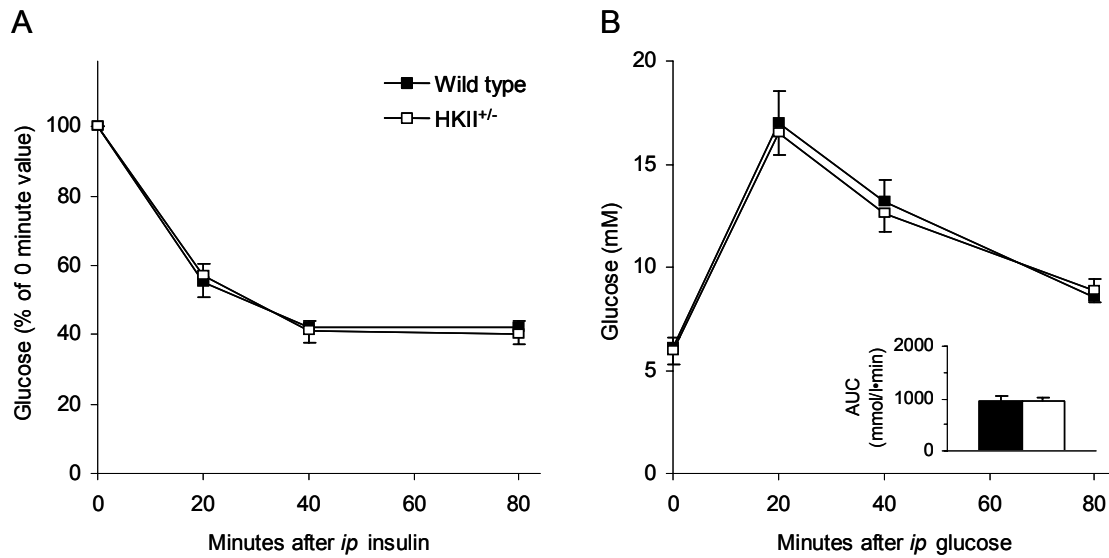 A
Glucose (% of 0 minute value)
100
80
60
40
20
0
0 20 40 60 80
Minutes after ip insulin
Wild type
HKII+/-
B
Glucose (mM)
20
15
10
5
0
0 20 40 60 80
Minutes after ip glucose
AUC
(mmol/l•min)
2000
1000
0